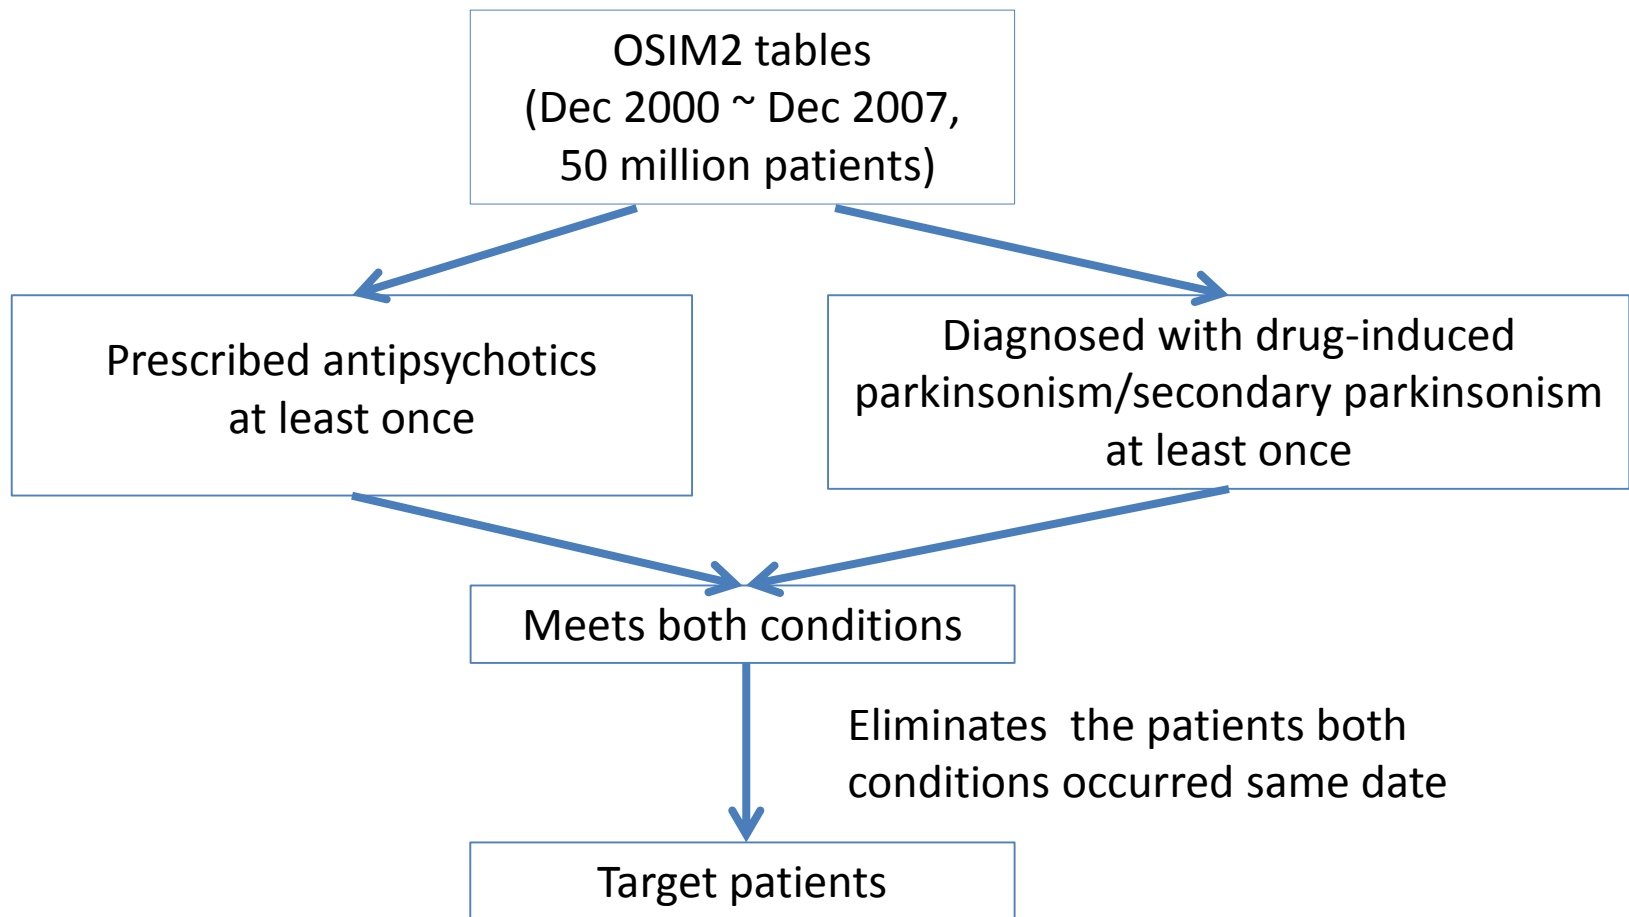 OSIM2 tables
(Dec 2000 ~ Dec 2007,
50 million patients)
Prescribed antipsychotics
at least once
Diagnosed with drug-induced
parkinsonism/secondary parkinsonism
at least once
Meets both conditions
Eliminates  the patients both
conditions occurred same date
Target patients